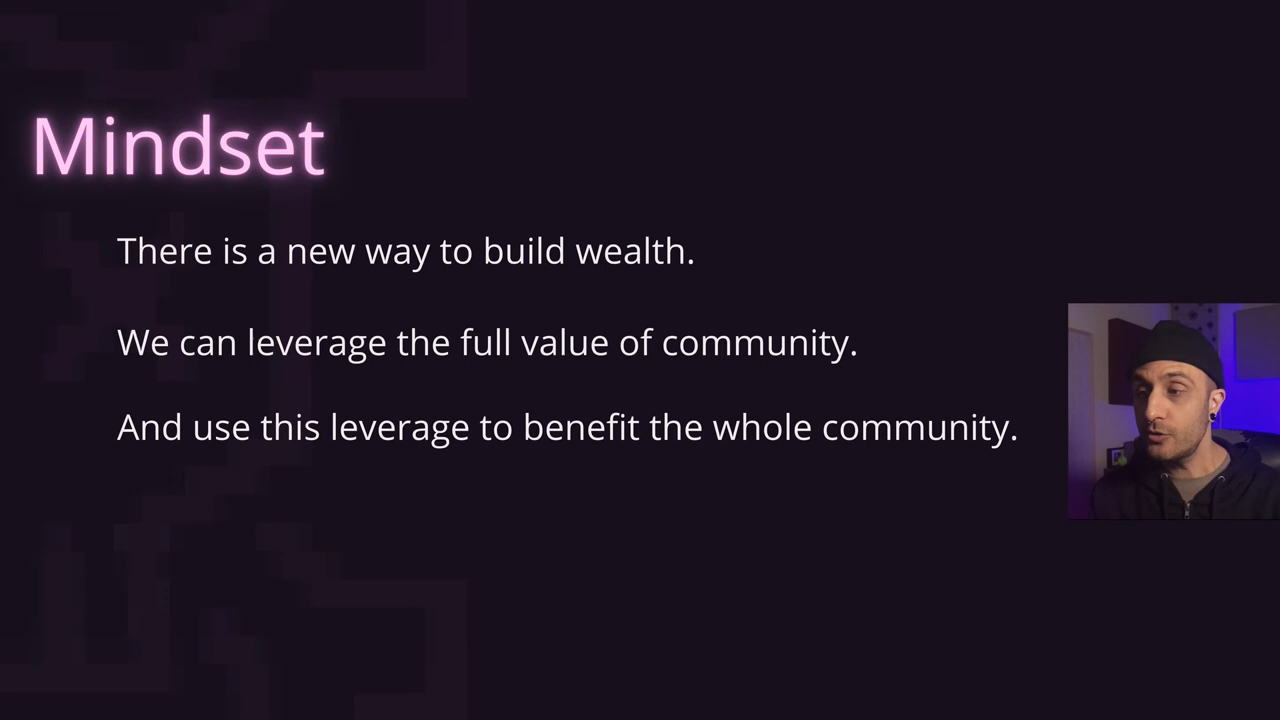 Mindset
There is a new way to build wealth.
We can leverage the full value of community.
And use this leverage to benefit the whole community.